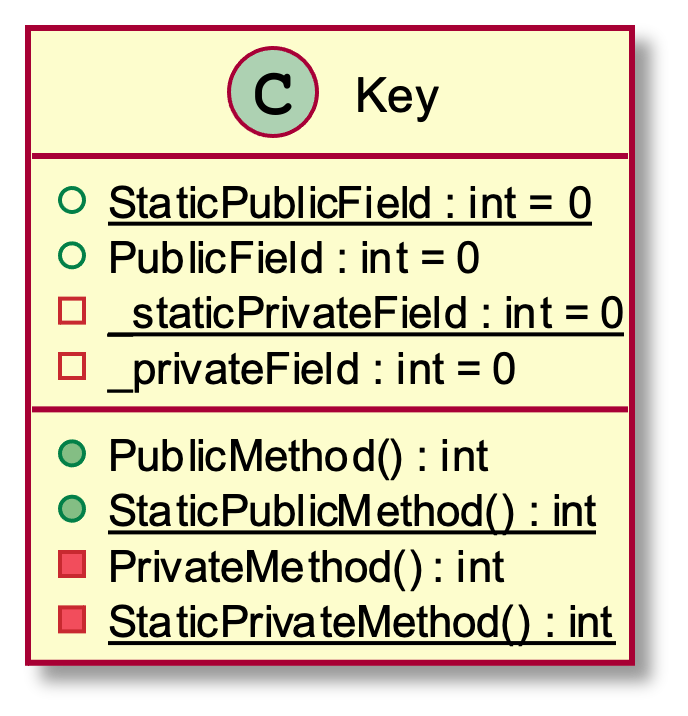 C Key
StaticPublicField : int = 0
PublicField : int = 0
_staticPrivateField : int = 0
_privateField : int = 0
PublicMethod() : int
StaticPublicMethod() : int
PrivateMethod() : int
StaticPrivateMethod() : int